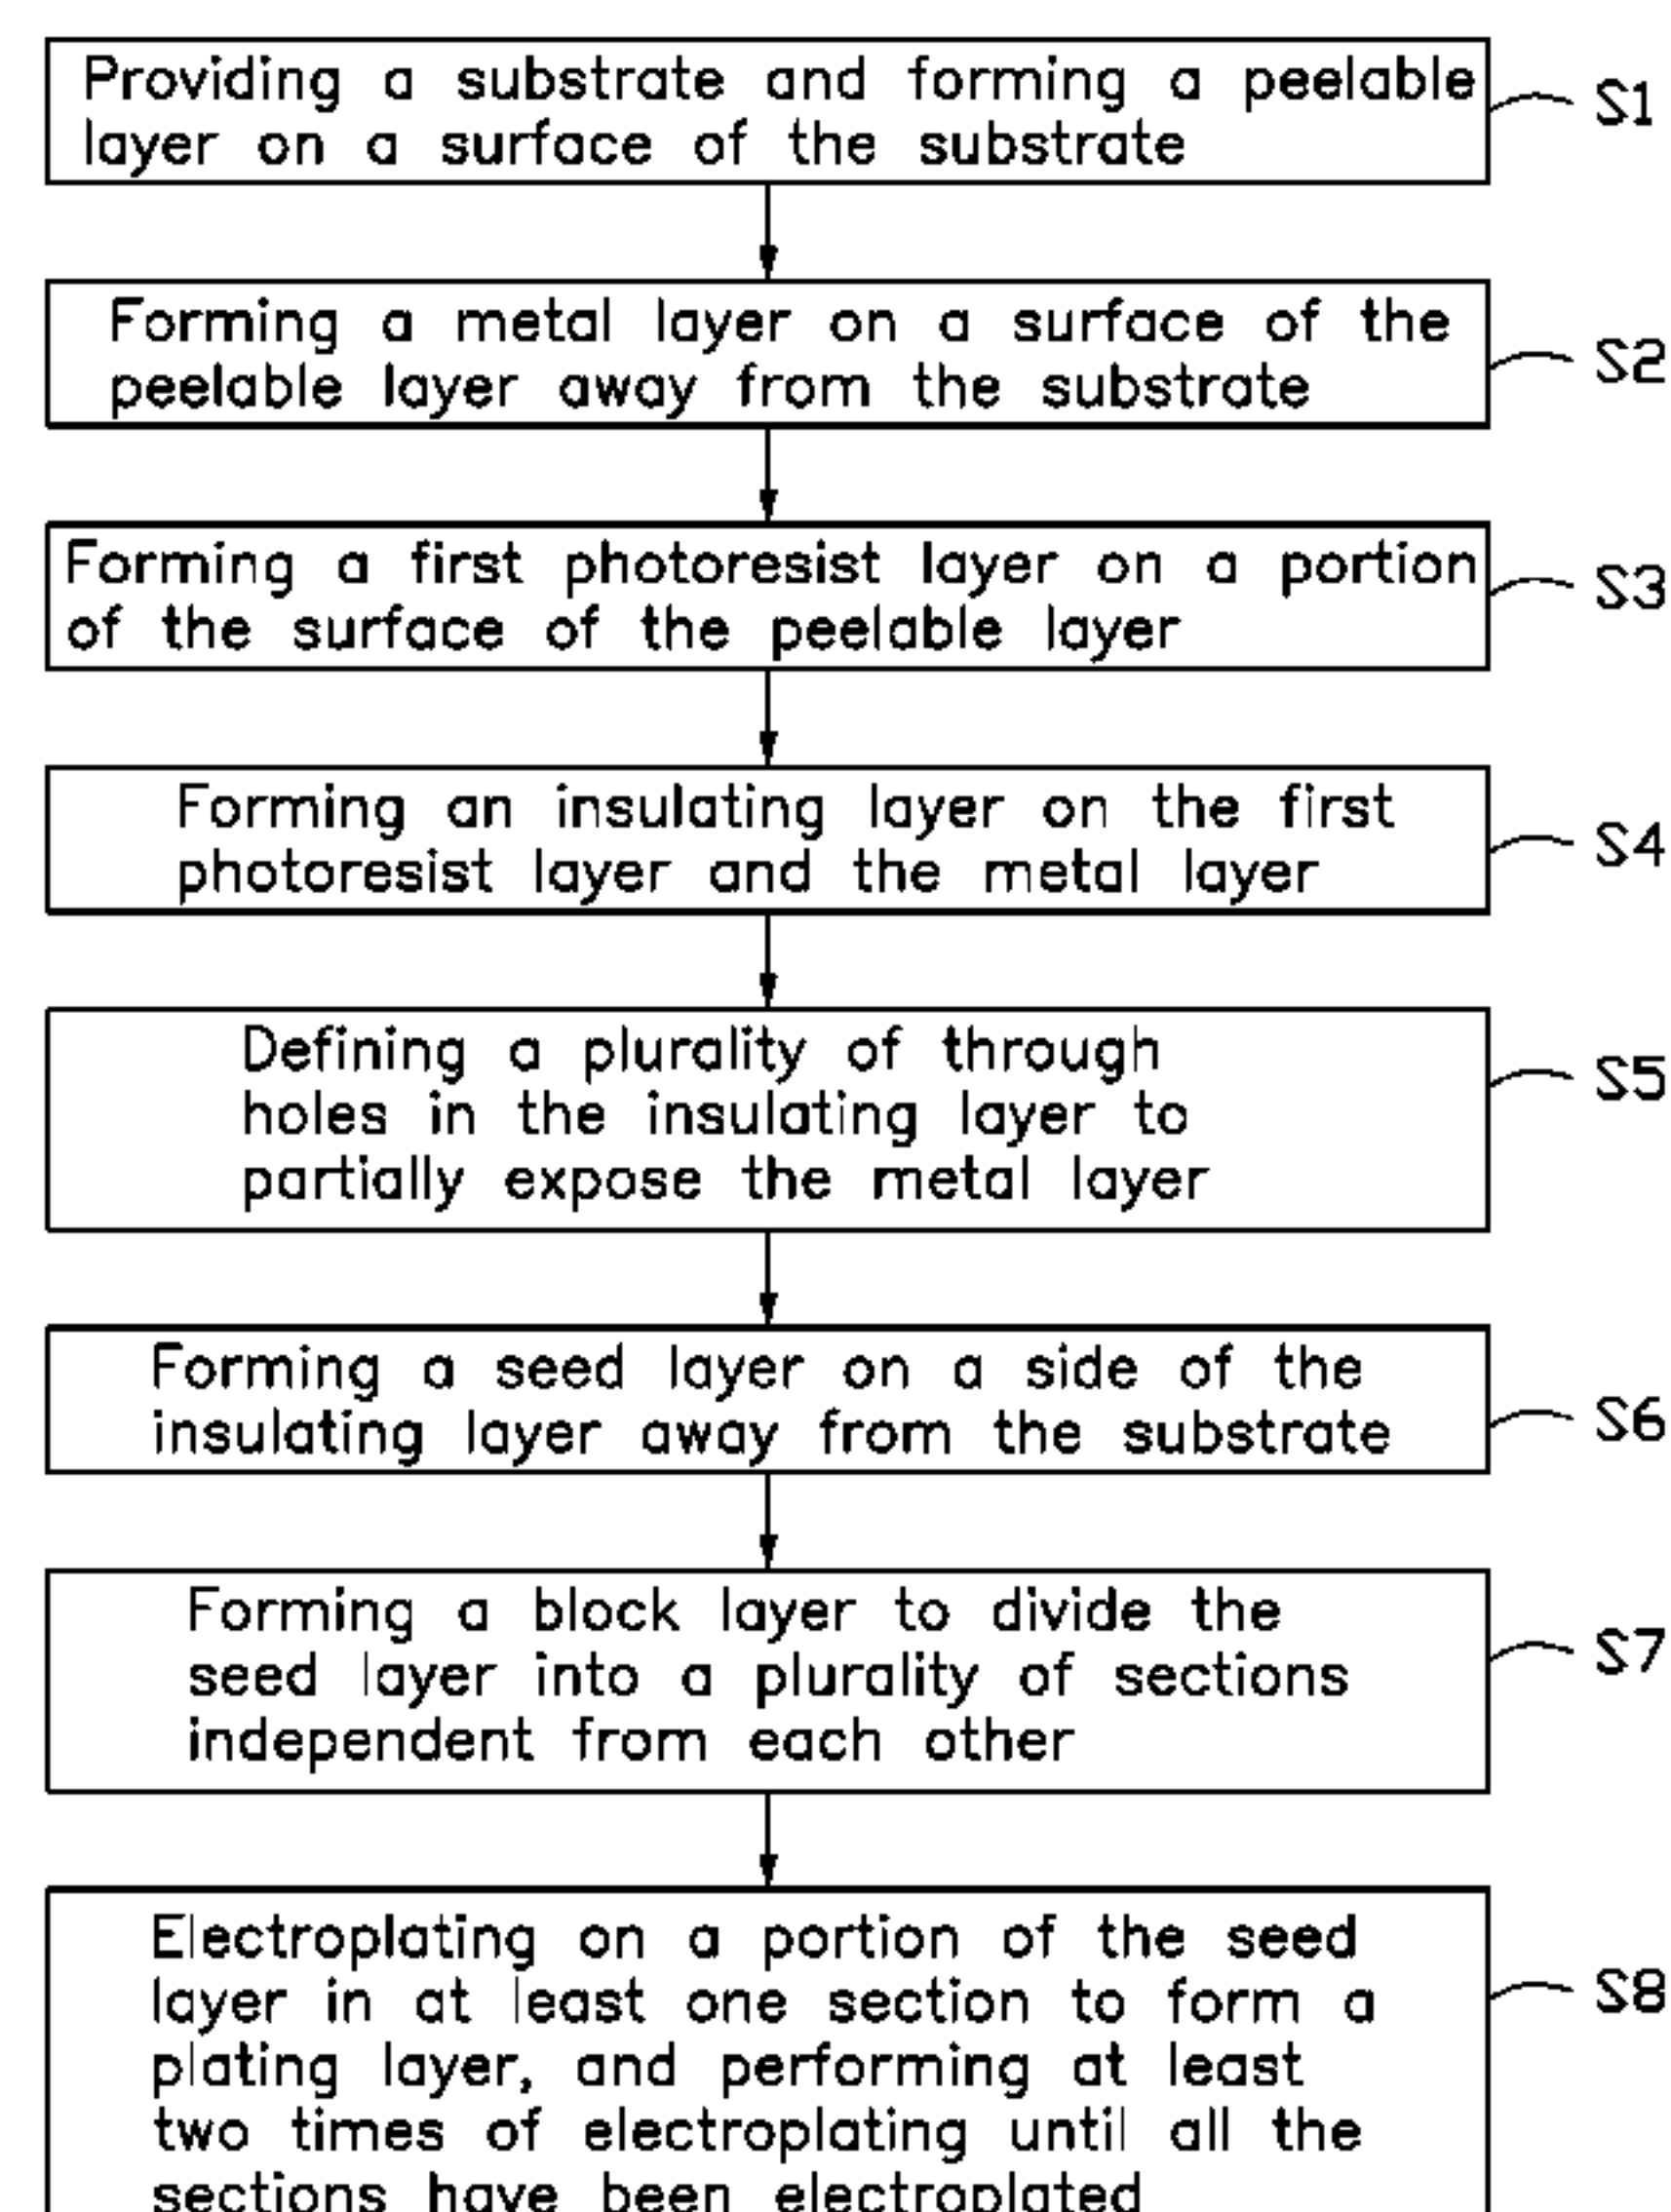 Providing a substrate and forming a peelable
layer on a surface of the substrate
S1
Forming a metal layer on a surface of the
peelable layer away from the substrate
S2
Forming a first photoresist layer on a portion
of the surface of the peelable layer
S3
Forming an insulating layer on the first
photoresist layer and the metal layer
S4
Defining a plurality of through
holes in the insulating layer to
partially expose the metal layer
S5
Forming a seed layer on a side of the
insulating layer away from the substrate
S6
Forming a block layer to divide the
seed layer into a plurality of sections
independent from each other
S7
Electroplating on a portion of the seed
layer in at least one section to form a
plating layer, and performing at least
two times of electroplating until all the
sections have been electroplated
S8